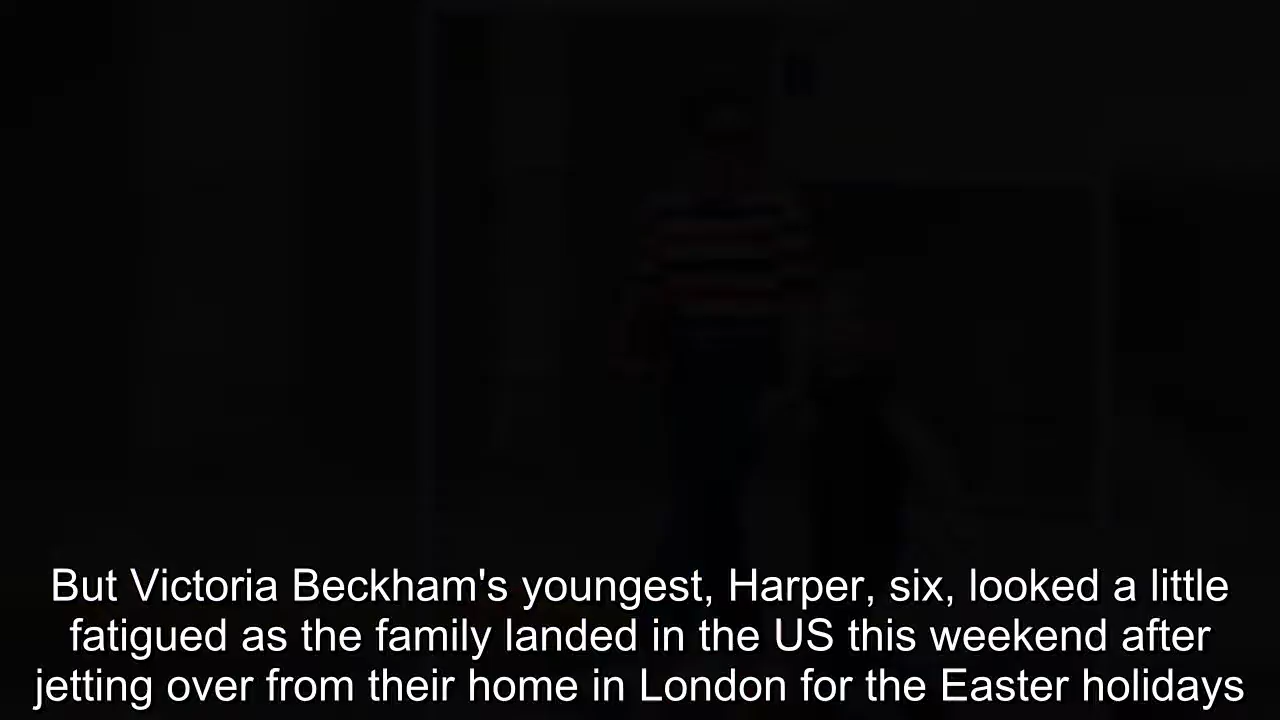 But Victoria Beckham's youngest, Harper, six, looked a little
fatigued as the family landed in the US this weekend after
jetting over from their home in London for the Easter holidays